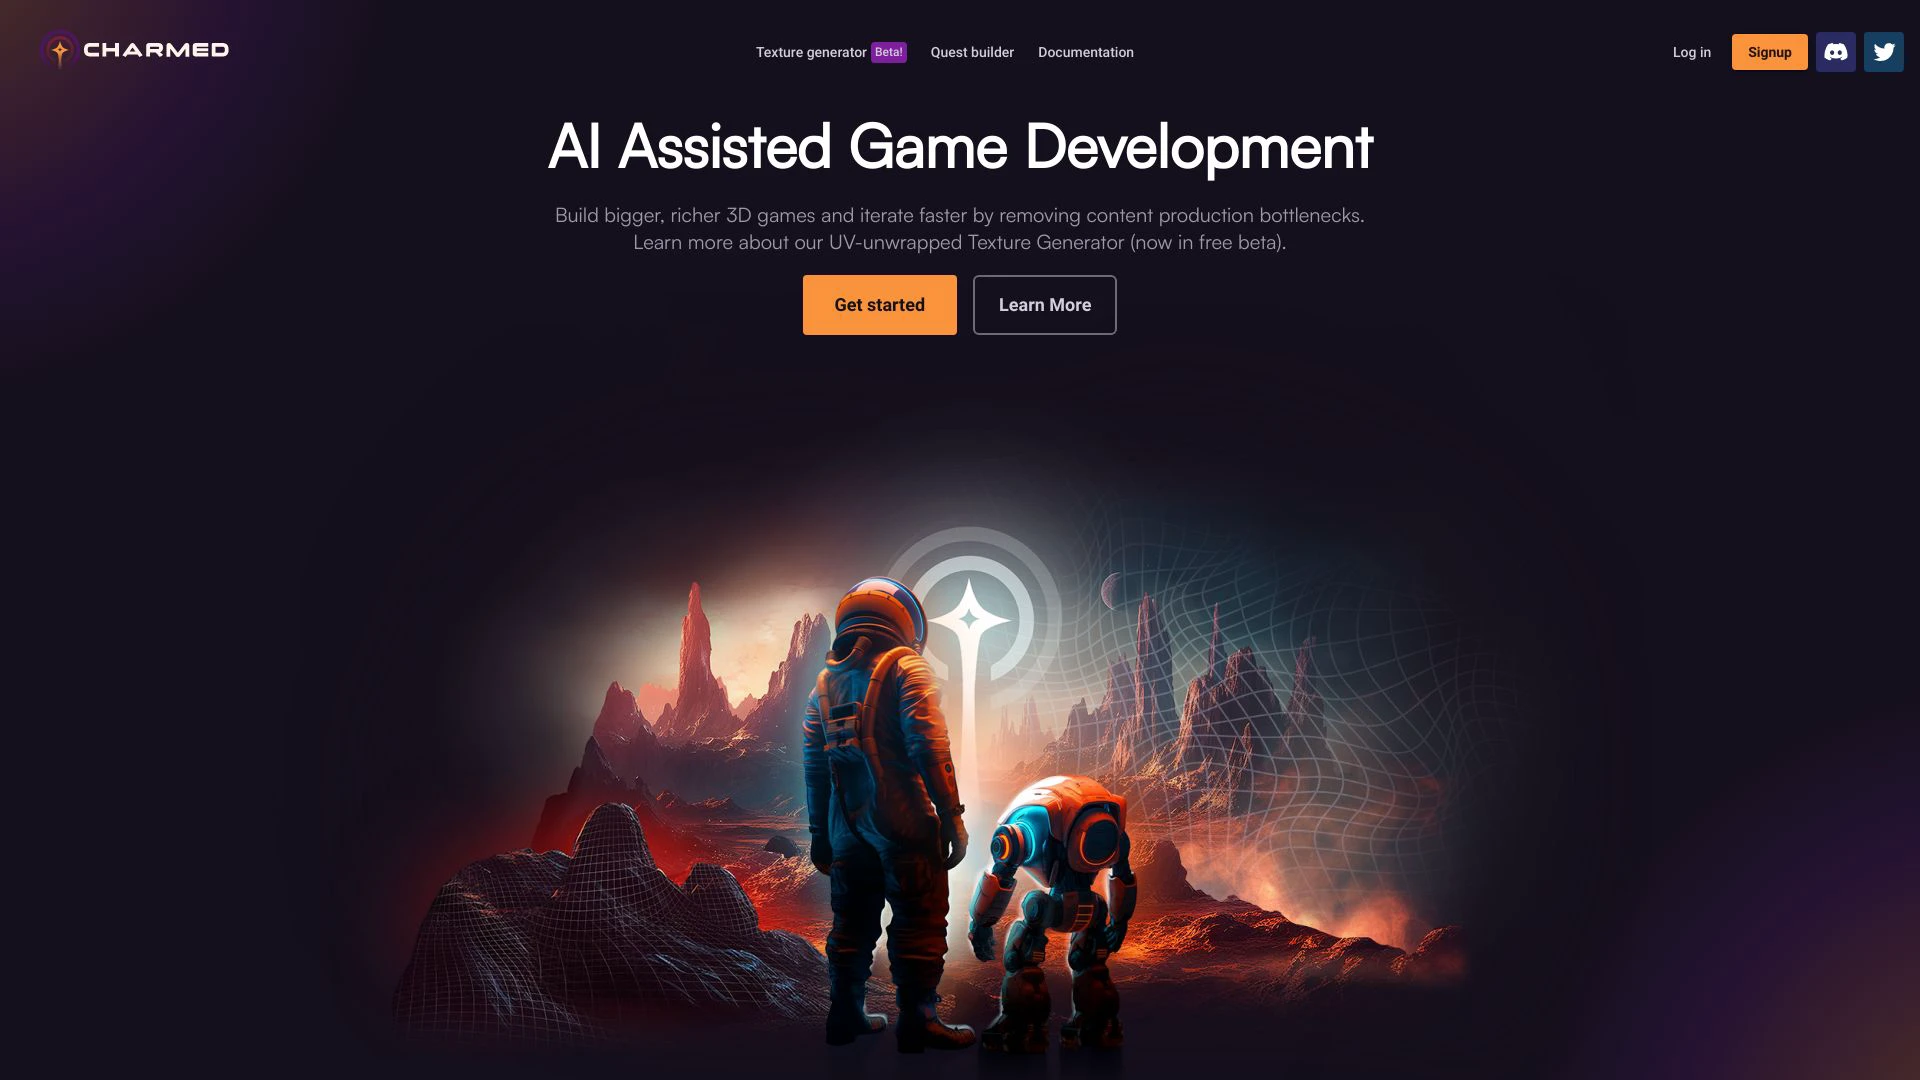 CHARMED
Texture generator Beta! Quest builder Documentation
Log in Signup
AI Assisted Game Development
Build bigger, richer 3D games and iterate faster by removing content production bottlenecks.
Learn more about our UV-unwrapped Texture Generator (now in free beta).
Get started Learn More